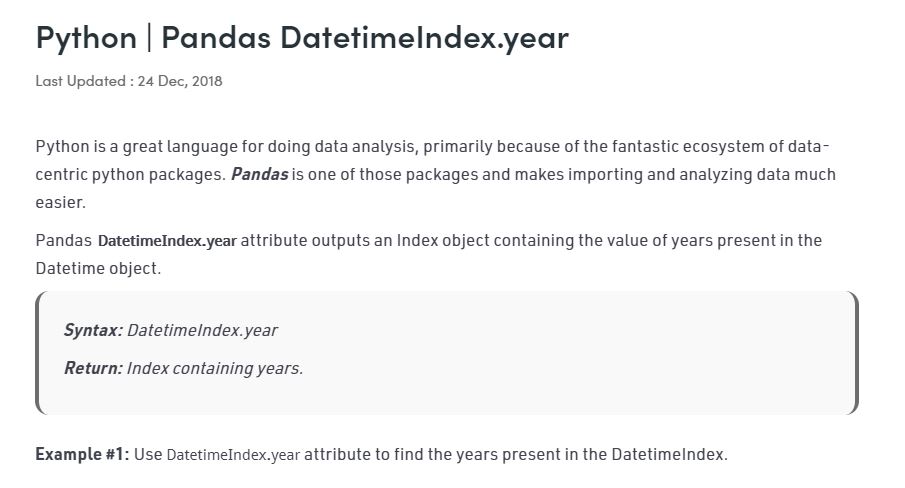 Python | Pandas DatetimeIndex.year
Last Updated : 24 Dec, 2018
Python is a great language for doing data analysis, primarily because of the fantastic ecosystem of data-
centric python packages. Pandas is one of those packages and makes importing and analyzing data much
easier.
Pandas DatetimeIndex.year attribute outputs an Index object containing the value of years present in the
Datetime object.
Syntax: DatetimeIndex.year
Return: Index containing years.
Example #1: Use DatetimeIndex.year attribute to find the years present in the DatetimeIndex.